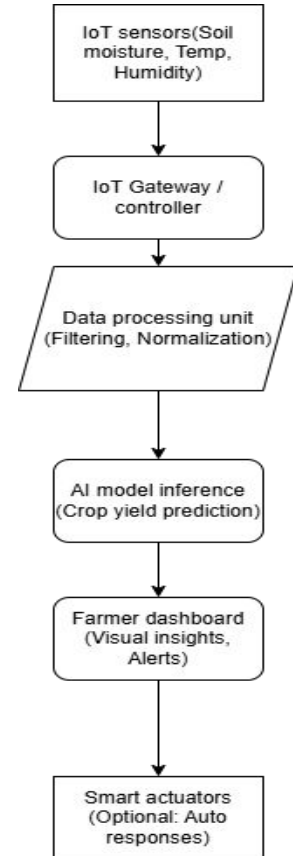 IoT sensors(Soil
moisture, Temp,
Humidity)
IoT Gateway /
controller
Data processing unit
(Filtering, Normalization)
AI model inference
(Crop yield prediction)
Farmer dashboard
(Visual insights,
Alerts)
Smart actuators
(Optional: Auto
responses)